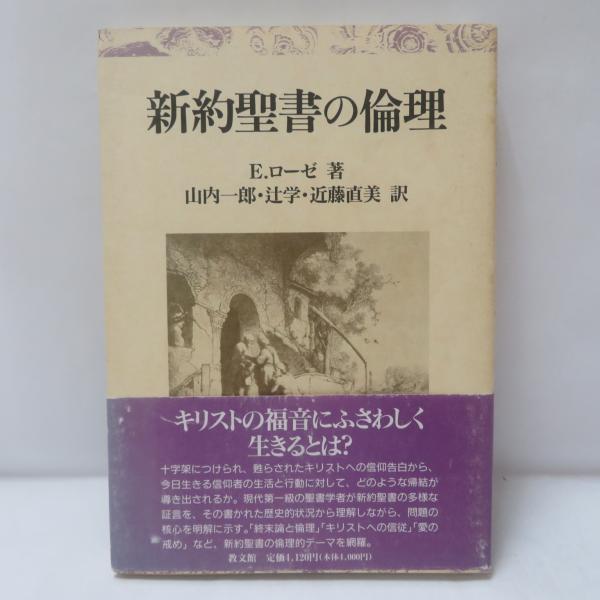 新約聖書の倫理
E.ローゼ 著
山内一郎・辻学・近藤直美 訳
キリストの福音にふさわしく
生きるとは?
十字架につけられ、甦らされたキリストへの信仰告白から、
今日生きる信仰者の生活と行動に対して、どのような帰結が
導き出されるか。現代第一級の聖書学者が新約聖書の多様な
証言を、その書かれた歴史的状況から理解しながら、問題の
核心を明解に示す。「終末論と倫理」「キリストへの信従」「愛の
戒め」など、新約聖書の倫理的テーマを網羅。
教文館 定価4,120円(本体4,000円)